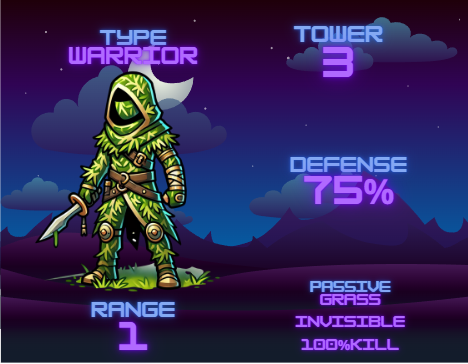 TYPE
WARRIOR
RANGE
1
TOWER
3
DEFENSE
75%
PASSIVE
GRASS
INVISIBLE
100%KILL